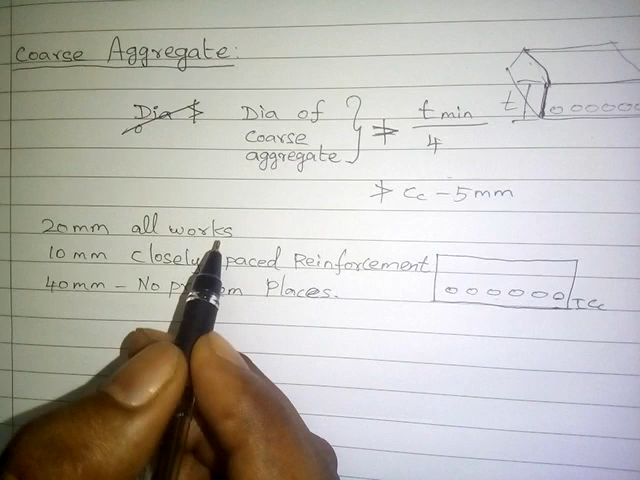 Coarse Aggregate:
Dia ≯ Dia of coarse aggregate } ≯ t min / 4
≯ Cc - 5mm
t
20mm all works
10mm closely spaced Reinforcement
40mm - No Places.
Cc